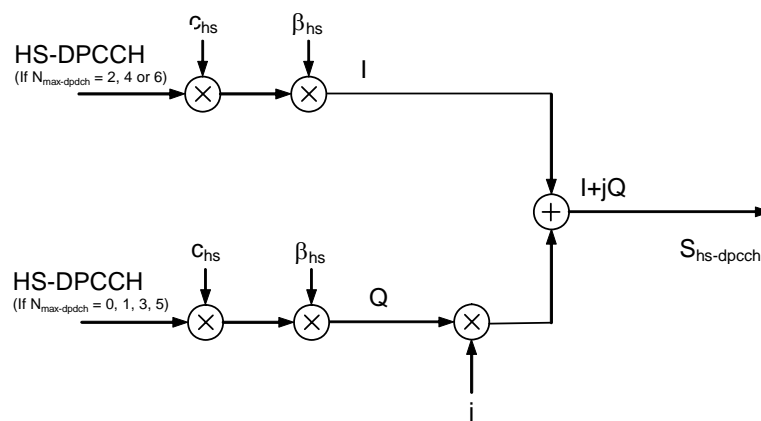 c_hs β_hs
HS-DPCCH
(If N_max-dpdch = 2, 4 or 6)
I
I+jQ
S_hs-dpcch
c_hs β_hs
HS-DPCCH
(If N_max-dpdch = 0, 1, 3, 5)
Q
j